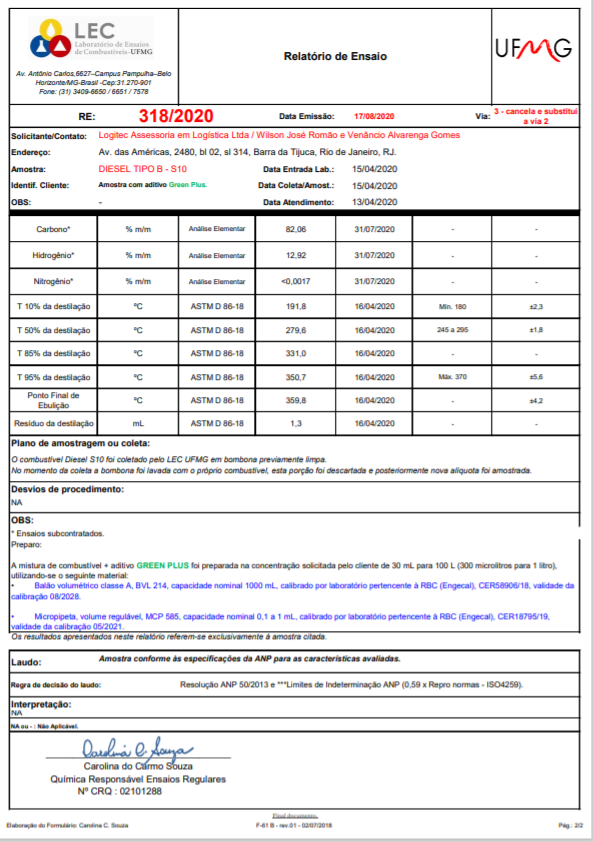 LEC
Laboratório de Ensaios
de Combustíveis-UFMG
Av. Antônio Carlos,6627–Campus Pampulha–Belo
Horizonte/MG-Brasil -Cep:31.270-901
Fone: (31) 3409-6650 / 6651 / 7578
Relatório de Ensaio
UFMG
RE: 318/2020 Data Emissão: 17/08/2020 Via: 3 - cancela e substitui
a via 2
Solicitante/Contato: Logitec Assessoria em Logística Ltda / Wilson José Romão e Venâncio Alvarenga Gomes
Endereço: Av. das Américas, 2480, bl 02, sl 314, Barra da Tijuca, Rio de Janeiro, RJ.
Amostra: DIESEL TIPO B - S10 Data Entrada Lab.: 15/04/2020
Identif. Cliente: Amostra com aditivo Green Plus. Data Coleta/Amost.: 15/04/2020
OBS: - Data Atendimento: 13/04/2020
Carbono* % m/m Análise Elementar 82,06 31/07/2020 - -
Hidrogênio* % m/m Análise Elementar 12,92 31/07/2020 - -
Nitrogênio* % m/m Análise Elementar <0,0017 31/07/2020 - -
T 10% da destilação ºC ASTM D 86-18 191,8 16/04/2020 Mín. 180 ±2,3
T 50% da destilação ºC ASTM D 86-18 279,6 16/04/2020 245 a 295 ±1,8
T 85% da destilação ºC ASTM D 86-18 331,0 16/04/2020 - -
T 95% da destilação ºC ASTM D 86-18 350,7 16/04/2020 Máx. 370 ±5,6
Ponto Final de
Ebulição ºC ASTM D 86-18 359,8 16/04/2020 - ±4,2
Resíduo da destilação mL ASTM D 86-18 1,3 16/04/2020 - -
Plano de amostragem ou coleta:
O combustível Diesel S10 foi coletado pelo LEC UFMG em bombona previamente limpa.
No momento da coleta a bombona foi lavada com o próprio combustível, esta porção foi descartada e posteriormente nova alíquota foi amostrada.
Desvios de procedimento:
NA
OBS:
* Ensaios subcontratados.
Preparo:
A mistura de combustível + aditivo GREEN PLUS foi preparada na concentração solicitada pelo cliente de 30 mL para 100 L (300 microlitros para 1 litro),
utilizando-se o seguinte material:
• Balão volumétrico classe A, BVL 214, capacidade nominal 1000 mL, calibrado por laboratório pertencente à RBC (Engecal), CER58906/18, validade da
calibração 08/2028.
• Micropipeta, volume regulável, MCP 585, capacidade nominal 0,1 a 1 mL, calibrado por laboratório pertencente à RBC (Engecal), CER18795/19,
validade da calibração 05/2021.
Os resultados apresentados neste relatório referem-se exclusivamente à amostra citada.
Laudo: Amostra conforme às especificações da ANP para as características avaliadas.
Regra de decisão do laudo: Resolução ANP 50/2013 e ***Limites de Indeterminação ANP (0,59 x Repro normas - ISO4259).
Interpretação:
NA
NA ou - : Não Aplicável.
Carolina C. Souza
Carolina do Carmo Souza
Química Responsável Ensaios Regulares
Nº CRQ : 02101288
Final documento.
Elaboração do Formulário: Carolina C. Souza F-61 B - rev.01 - 02/07/2018 Pág.: 2/2